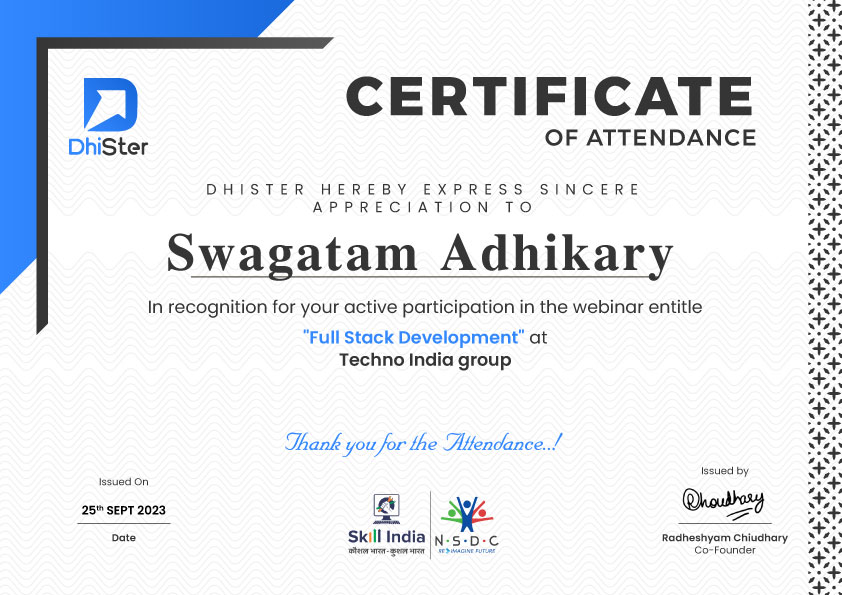 CERTIFICATE
OF ATTENDANCE
DhiSter
DHISTER HEREBY EXPRESS SINCERE
APPRECIATION TO
Swagatam Adhikary
In recognition for your active participation in the webinar entitle
"Full Stack Development" at
Techno India group
Thank you for the Attendance..!
Issued On
25th SEPT 2023
Date
Skill India
कौशल भारत - कुशल भारत
N·S·D·C
RE IMAGINE FUTURE
Issued by
Rhoudhary
Radheshyam Chiudhary
Co-Founder